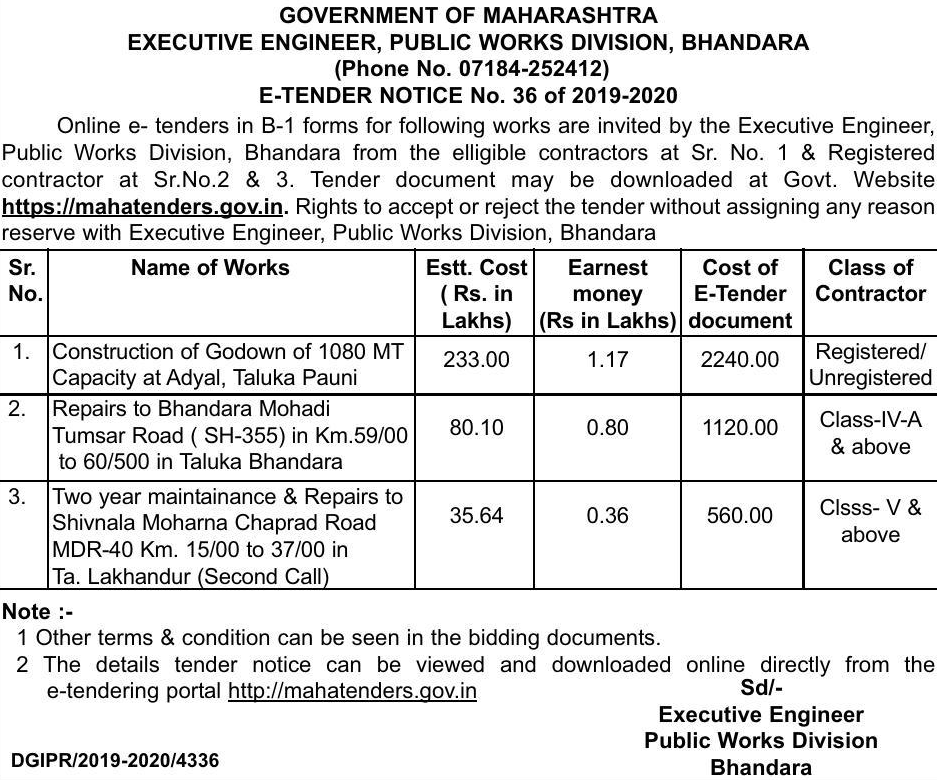 GOVERNMENT OF MAHARASHTRA
EXECUTIVE ENGINEER, PUBLIC WORKS DIVISION, BHANDARA
(Phone No. 07184-252412)
E-TENDER NOTICE No. 36 of 2019-2020
Online e- tenders in B-1 forms for following works are invited by the Executive Engineer,
Public Works Division, Bhandara from the elligible contractors at Sr. No. 1 & Registered
contractor at Sr.No.2 & 3. Tender document may be downloaded at Govt. Website
https://mahatenders.gov.in. Rights to accept or reject the tender without assigning any reason
reserve with Executive Engineer, Public Works Division, Bhandara
Sr. Name of Works Estt. Cost Earnest Cost of Class of
No. ( Rs. in money E-Tender Contractor
Lakhs) (Rs in Lakhs) document
1. Construction of Godown of 1080 MT 233.00 1.17 2240.00 Registered/
Capacity at Adyal, Taluka Pauni Unregistered
2. Repairs to Bhandara Mohadi Class-IV-A
Tumsar Road ( SH-355) in Km.59/00 80.10 0.80 1120.00 & above
to 60/500 in Taluka Bhandara
3. Two year maintainance & Repairs to Clsss- V &
Shivnala Moharna Chaprad Road 35.64 0.36 560.00 above
MDR-40 Km. 15/00 to 37/00 in
Ta. Lakhandur (Second Call)
Note :-
1 Other terms & condition can be seen in the bidding documents.
2 The details tender notice can be viewed and downloaded online directly from the
e-tendering portal http://mahatenders.gov.in
Sd/-
Executive Engineer
Public Works Division
Bhandara
DGIPR/2019-2020/4336